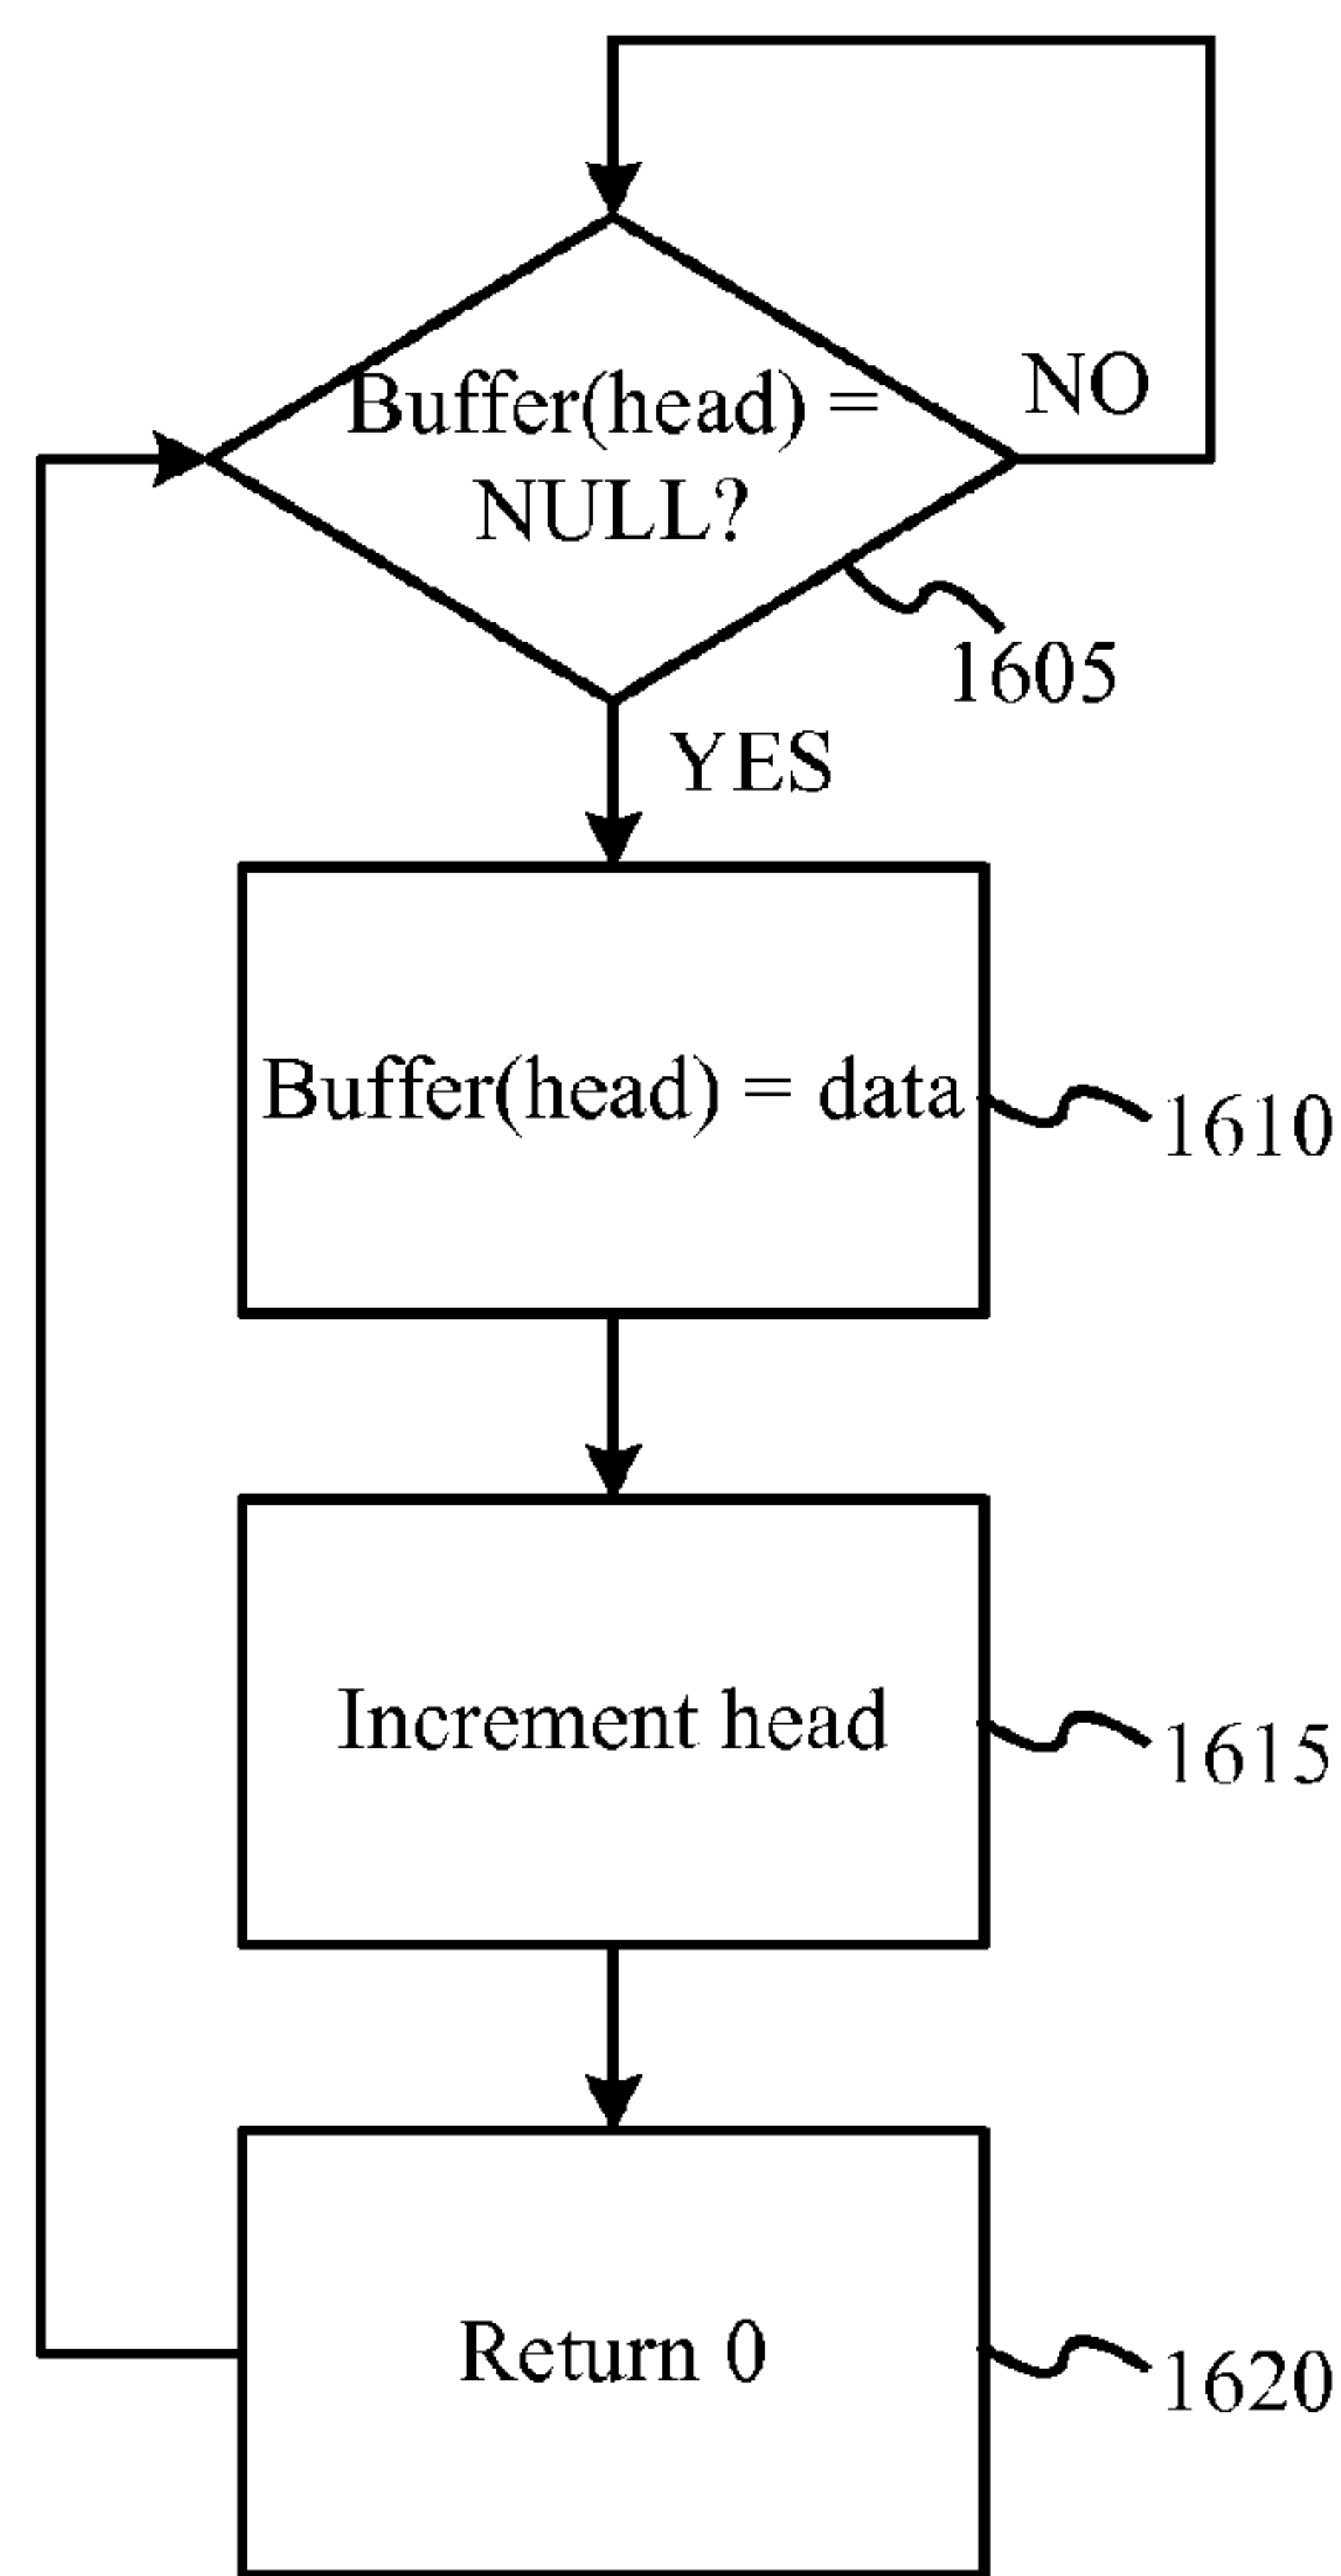 Buffer(head) =
NULL?
NO
1605
YES
Buffer(head) = data
1610
Increment head
1615
Return 0
1620